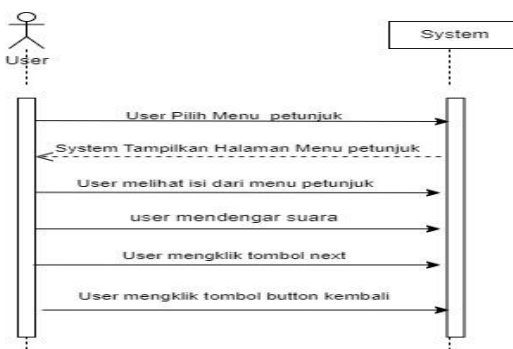 User
System
User Pilih Menu petunjuk
System Tampilkan Halaman Menu petunjuk
User melihat isi dari menu petunjuk
user mendengar suara
User mengklik tombol next
User mengklik tombol button kembali